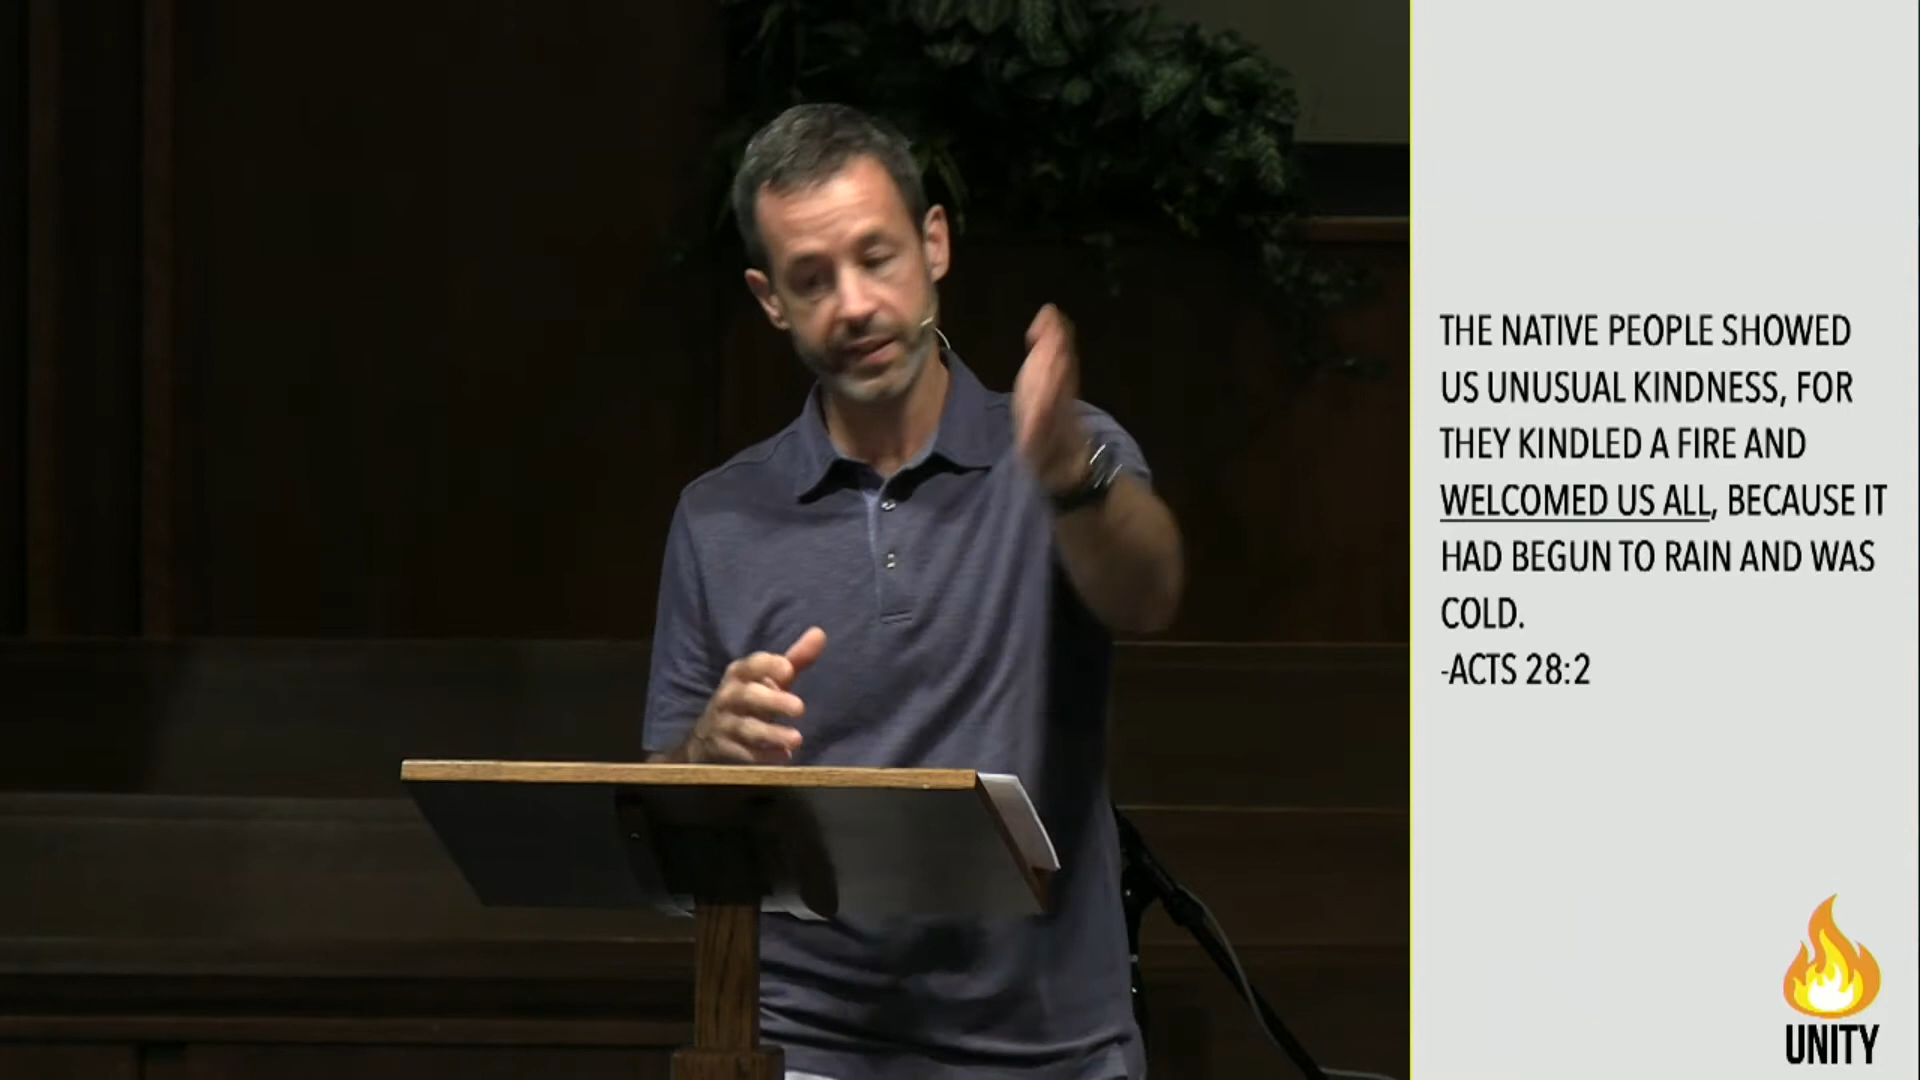 THE NATIVE PEOPLE SHOWED
US UNUSUAL KINDNESS, FOR
THEY KINDLED A FIRE AND
WELCOMED US ALL, BECAUSE IT
HAD BEGUN TO RAIN AND WAS
COLD.
-ACTS 28:2
UNITY